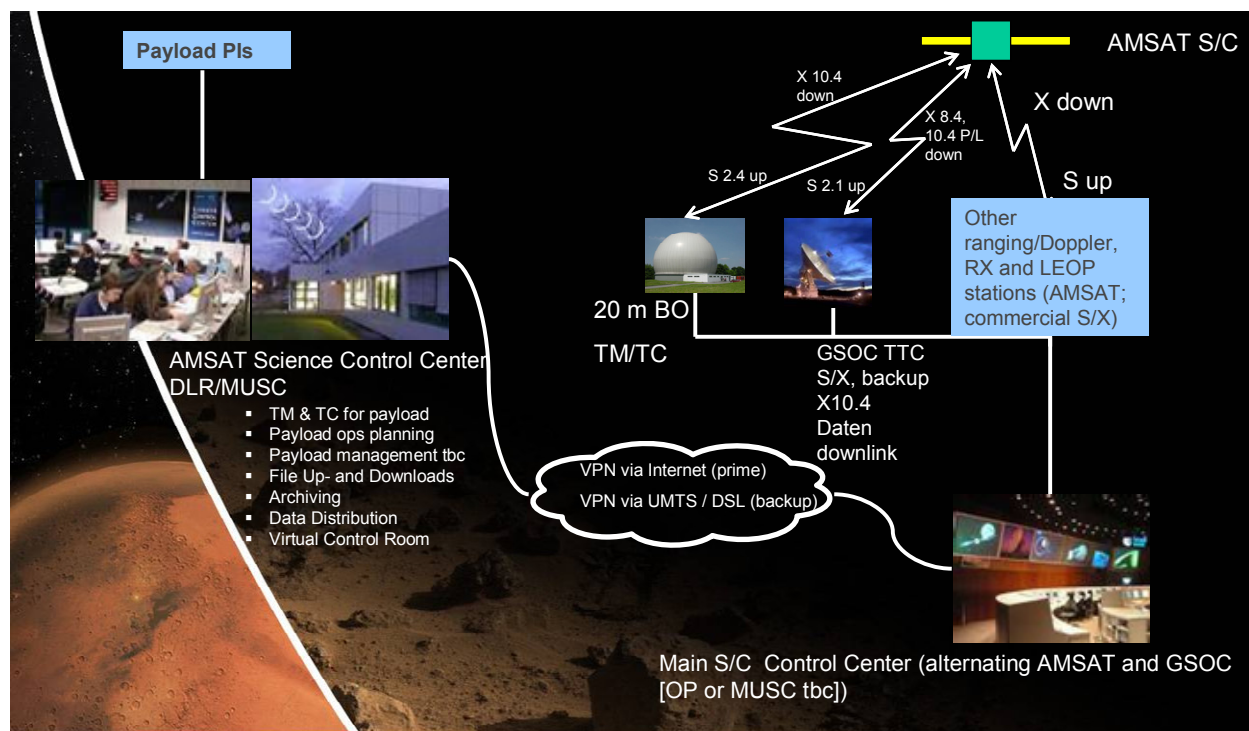 Payload PIs
AMSAT S/C
X 10.4
down
X 8.4,
10.4 P/L
down
X down
S 2.4 up
S 2.1 up
S up
Other
ranging/Doppler,
RX and LEOP
stations (AMSAT;
commercial S/X)
20 m BO
TM/TC
GSOC TTC
S/X, backup
X10.4
Daten
downlink
AMSAT Science Control Center
DLR/MUSC
▪ TM & TC for payload
▪ Payload ops planning
▪ Payload management tbc
▪ File Up- and Downloads
▪ Archiving
▪ Data Distribution
▪ Virtual Control Room
VPN via Internet (prime)
VPN via UMTS / DSL (backup)
Main S/C Control Center (alternating AMSAT and GSOC
[OP or MUSC tbc])